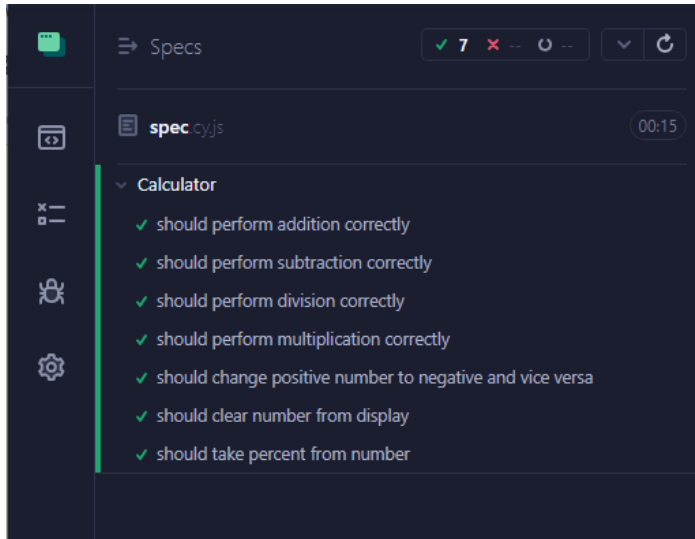 Specs
7 -- --
spec.cy.js
00:15
Calculator
should perform addition correctly
should perform subtraction correctly
should perform division correctly
should perform multiplication correctly
should change positive number to negative and vice versa
should clear number from display
should take percent from number